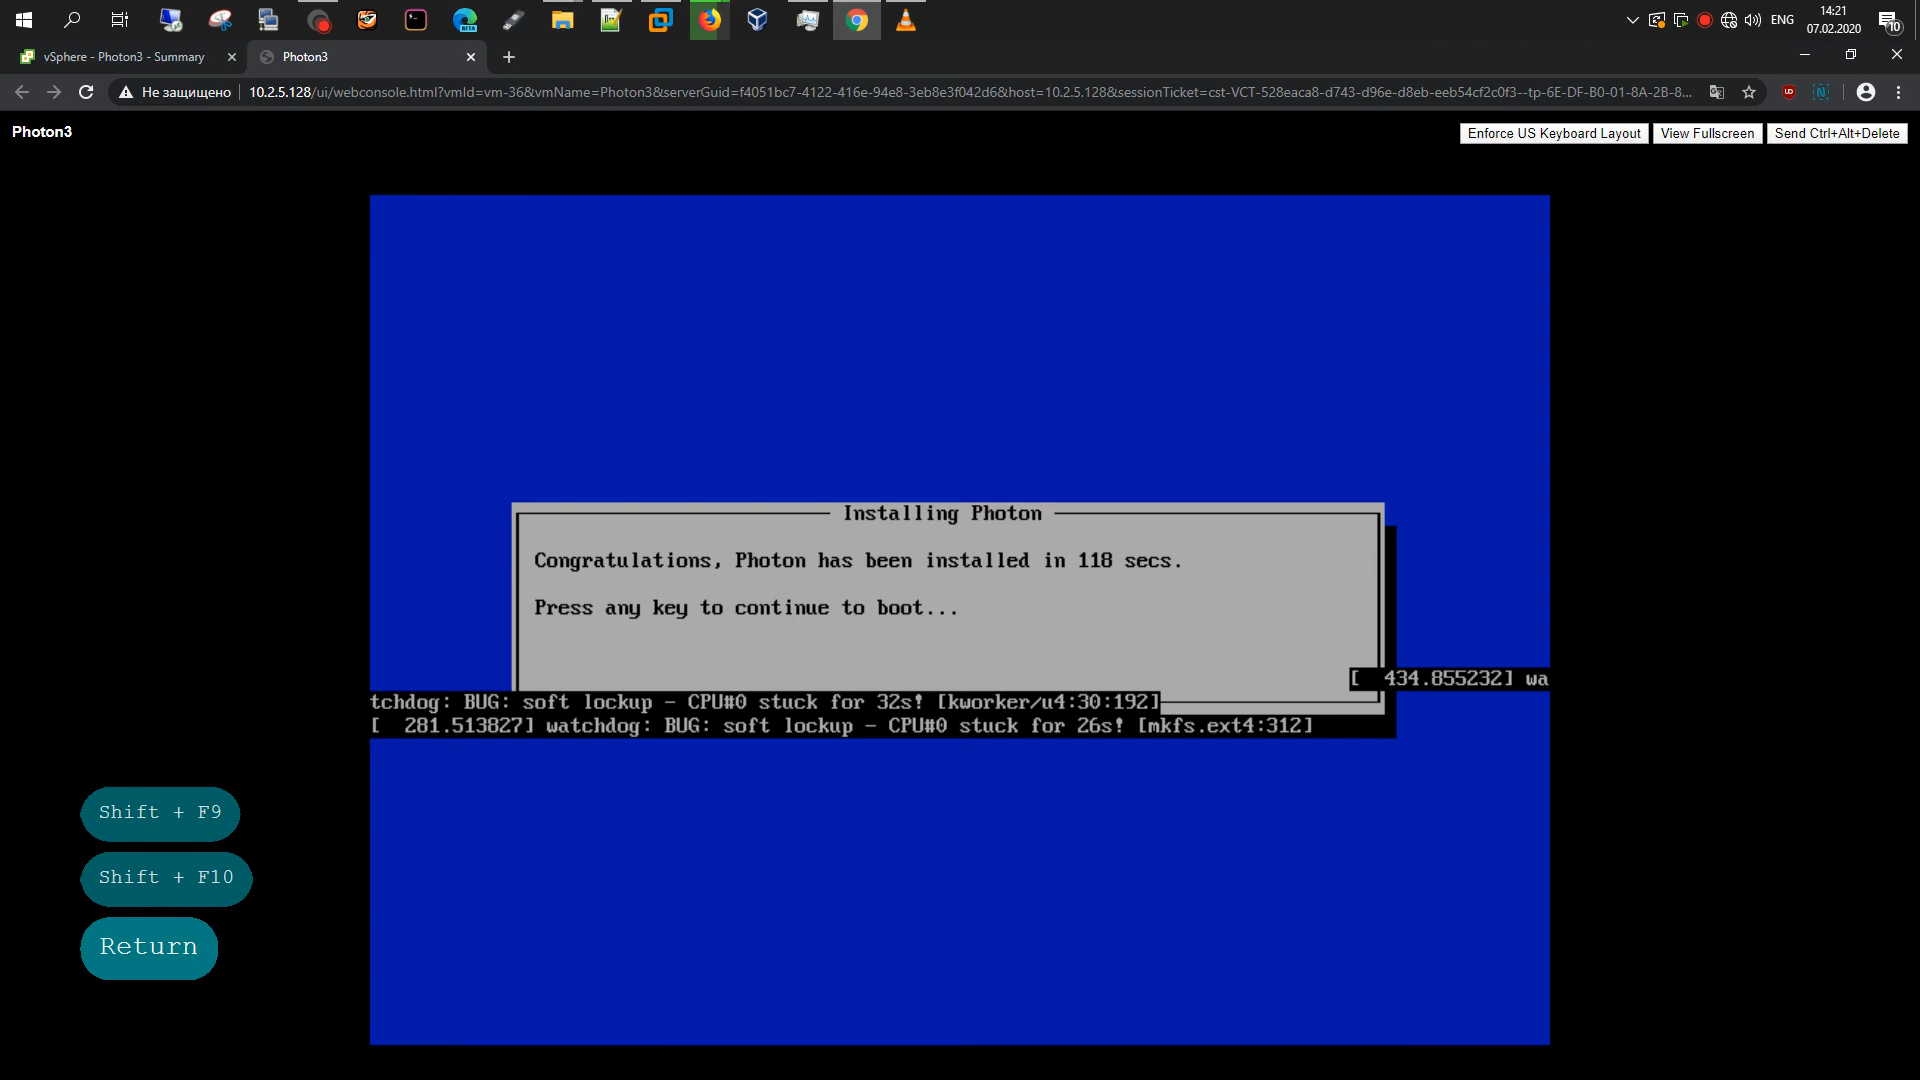 ENG
14:21
07.02.2020
10
BETA
vSphere - Photon3 - Summary
Photon3
Не защищено
10.2.5.128/ui/webconsole.html?vmId=vm-36&vmName=Photon3&serverGuid=f4051bc7-4122-416e-94e8-3eb8e3f042d6&host=10.2.5.128&sessionTicket=cst-VCT-528eaca8-d743-d96e-d8eb-eeb54cf2c0f3--tp-6E-DF-B0-01-8A-2B-8...
Photon3
Enforce US Keyboard Layout
View Fullscreen
Send Ctrl+Alt+Delete
Installing Photon
Congratulations, Photon has been installed in 118 secs.
Press any key to continue to boot...
[  434.855232] wa
tchdog: BUG: soft lockup - CPU#0 stuck for 32s! [kworker/u4:30:192]
[  281.513827] watchdog: BUG: soft lockup - CPU#0 stuck for 26s! [mkfs.ext4:312]
Shift + F9
Shift + F10
Return